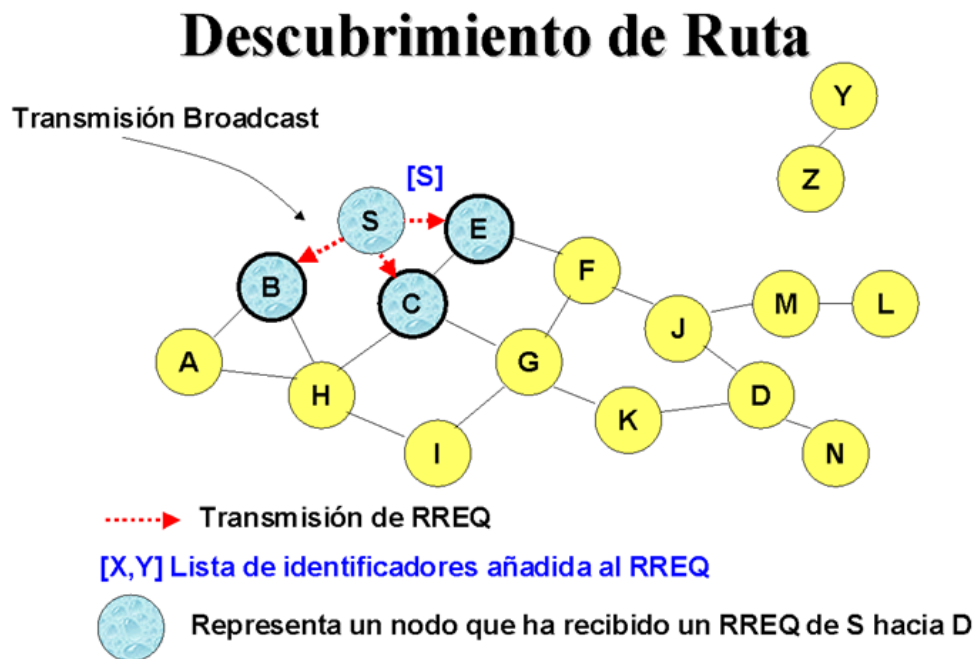 Descubrimiento de Ruta
Y
Transmisión Broadcast
Z
[S]
S
E
F
B
C
M
L
J
A
G
H
D
K
I
N
Transmisión de RREQ
[X,Y] Lista de identificadores añadida al RREQ
Representa un nodo que ha recibido un RREQ de S hacia D